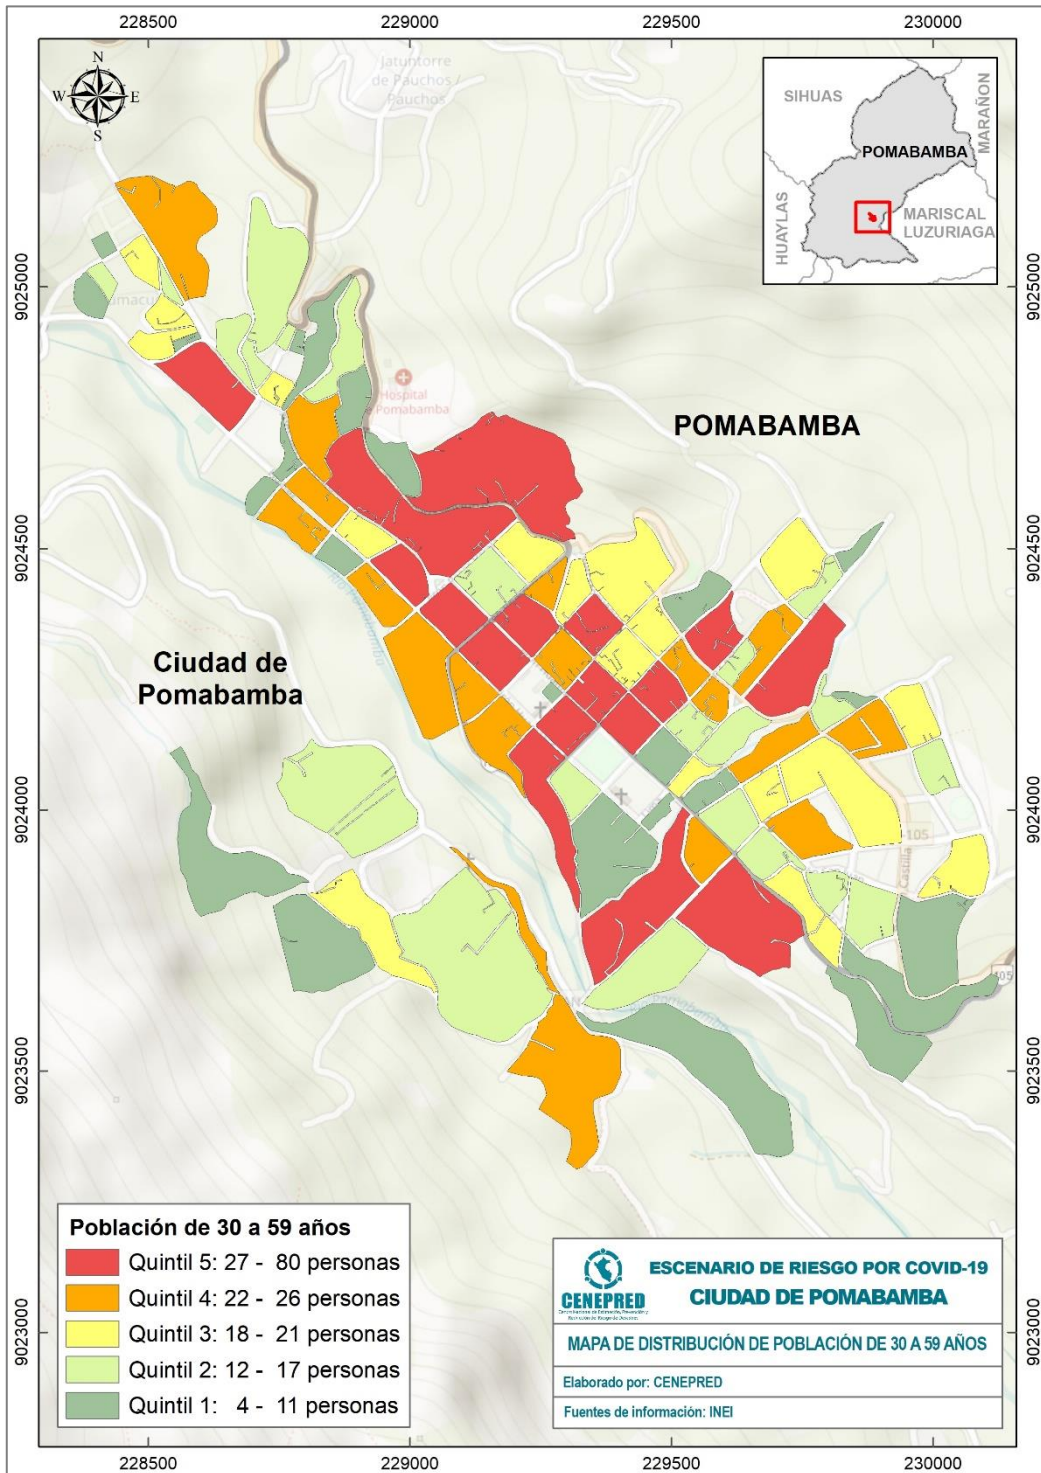 228500 229000 229500 230000
N
W E
S
Jatuntorre
de Pauchos /
Pauchos
SIHUAS
MARAÑON
POMABAMBA
HUAYLAS
MARISCAL
LUZURIAGA
9025000
9025000
Hospital
Pomabamba
POMABAMBA
9024500
9024500
Ciudad de
Pomabamba
9024000
9024000
105
Castilla
105
9023500
9023500
Población de 30 a 59 años
Quintil 5: 27 - 80 personas
Quintil 4: 22 - 26 personas
Quintil 3: 18 - 21 personas
Quintil 2: 12 - 17 personas
Quintil 1: 4 - 11 personas
CENEPRED
ESCENARIO DE RIESGO POR COVID-19
CIUDAD DE POMABAMBA
MAPA DE DISTRIBUCIÓN DE POBLACIÓN DE 30 A 59 AÑOS
Elaborado por: CENEPRED
Fuentes de información: INEI
9023000
9023000
228500 229000 229500 230000